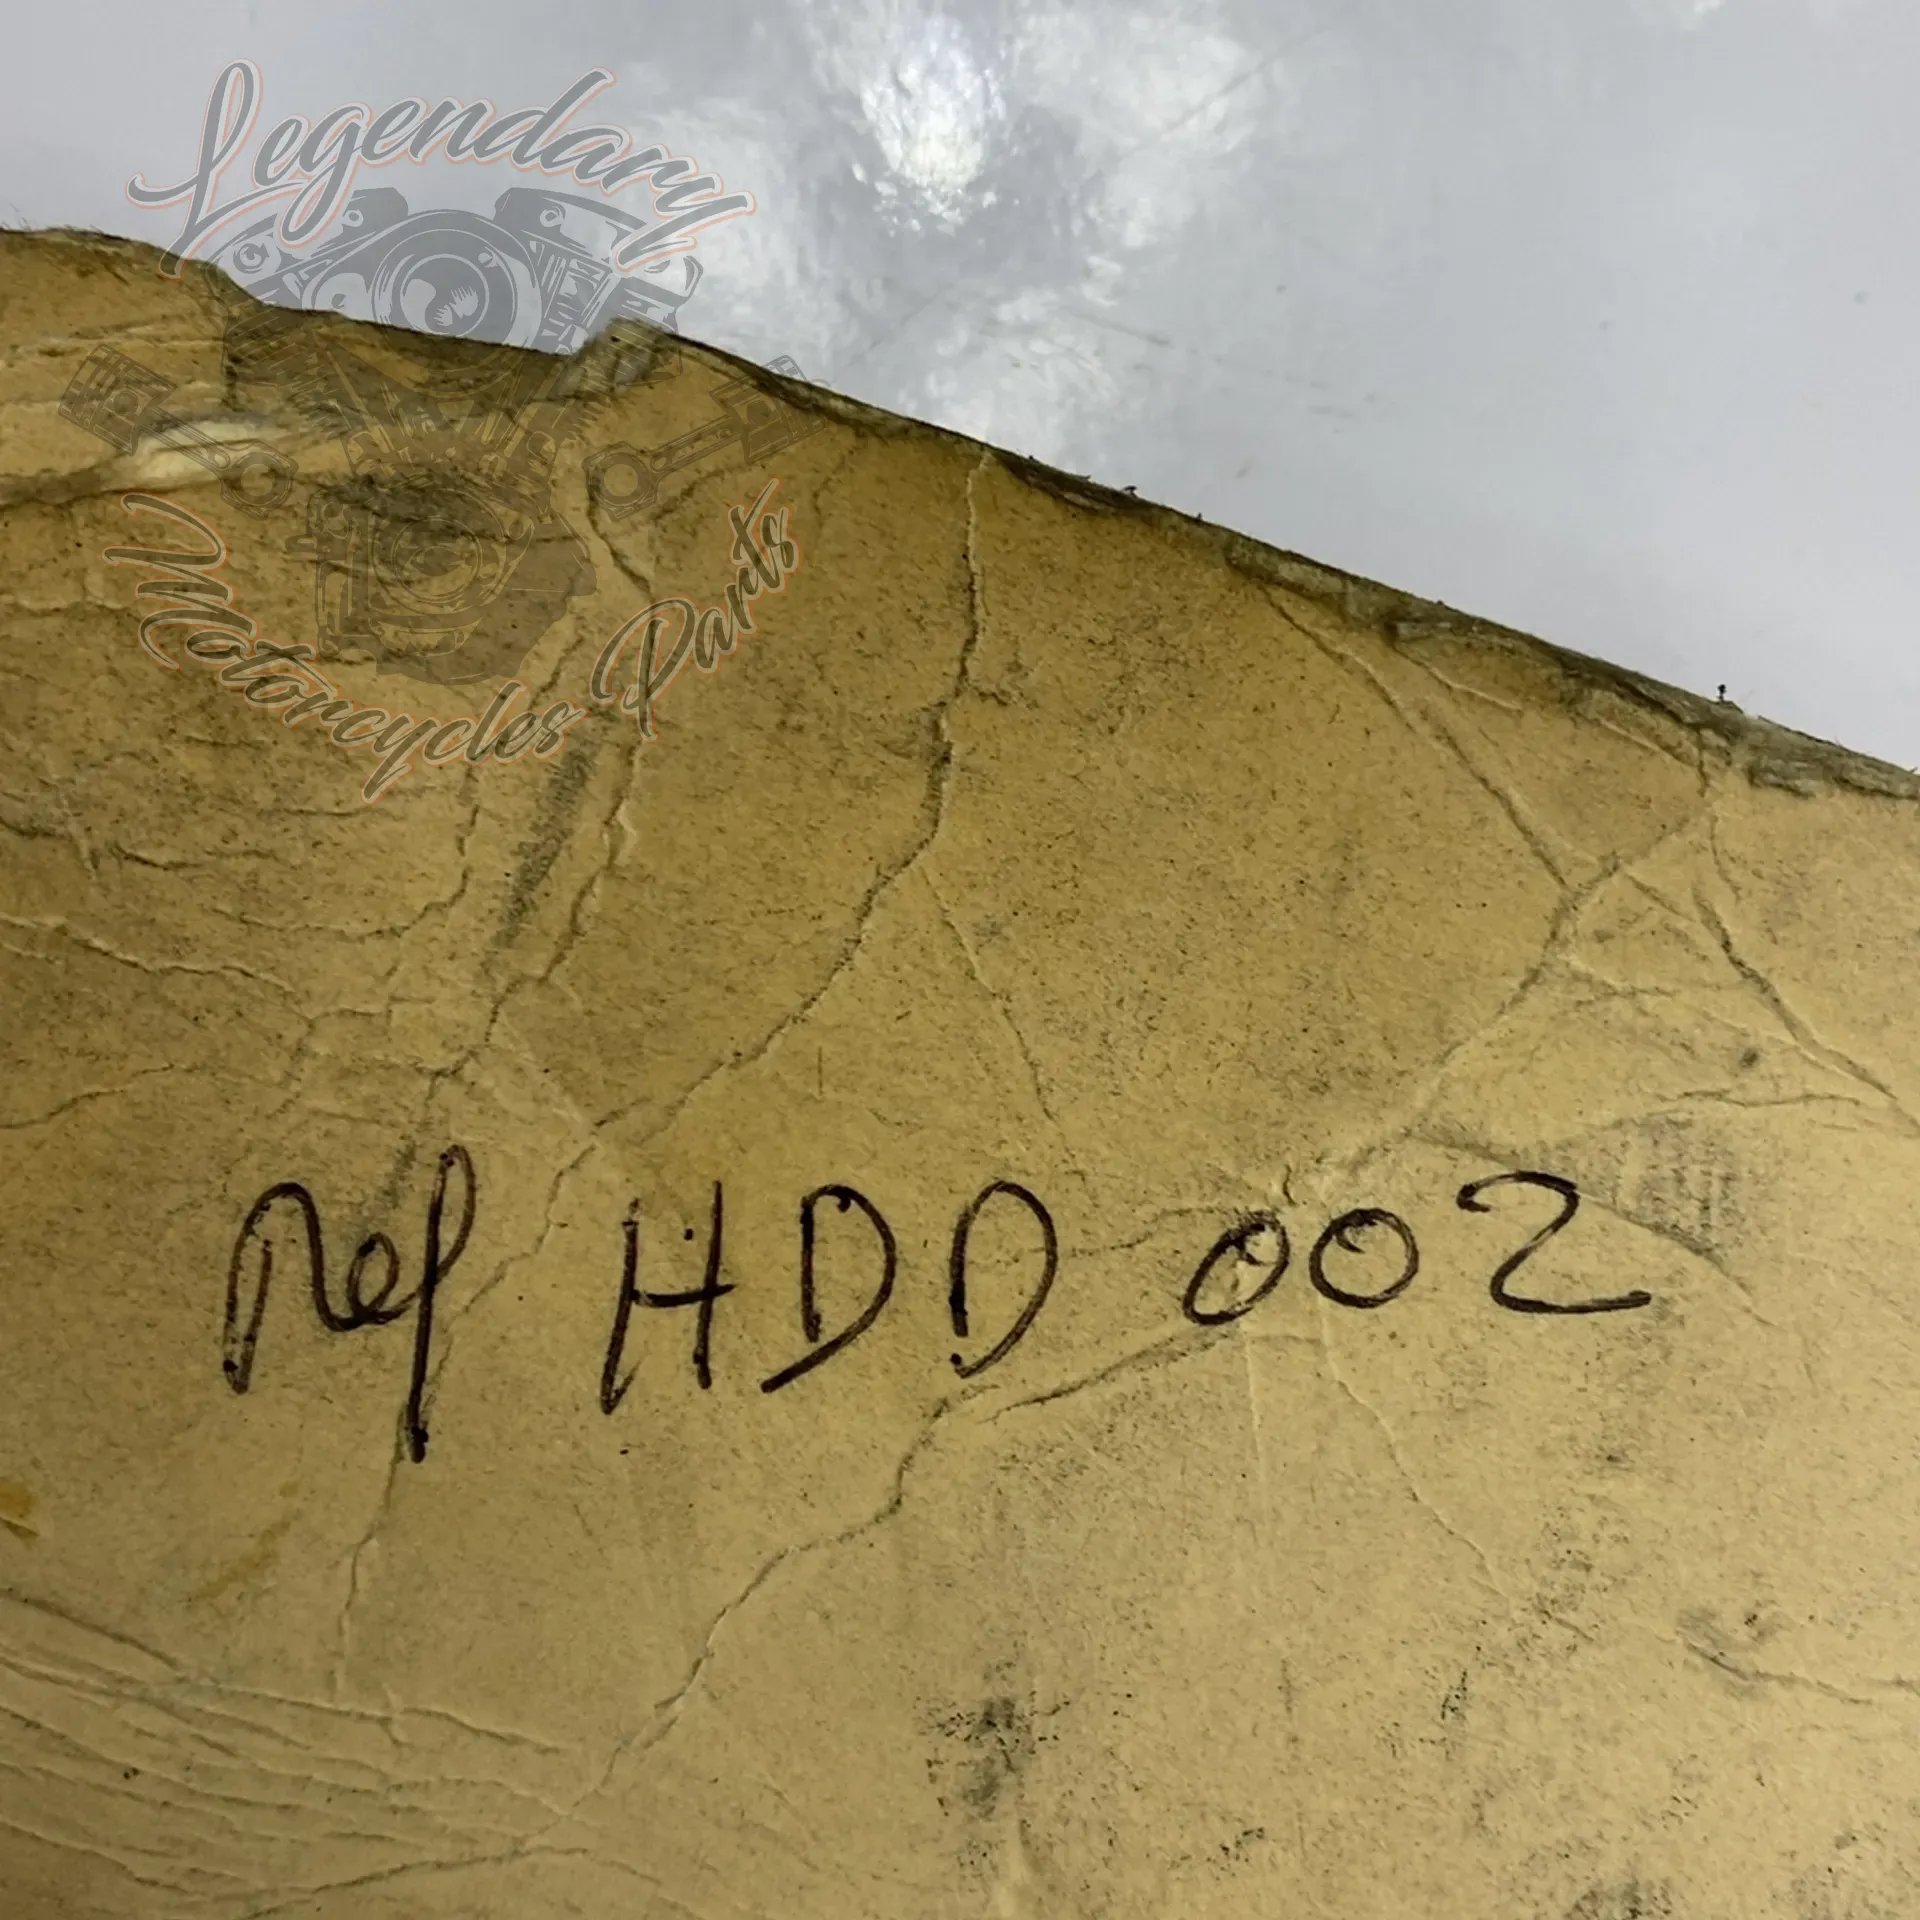 Legendary
Motorcycles Parts
Ref HDD 002